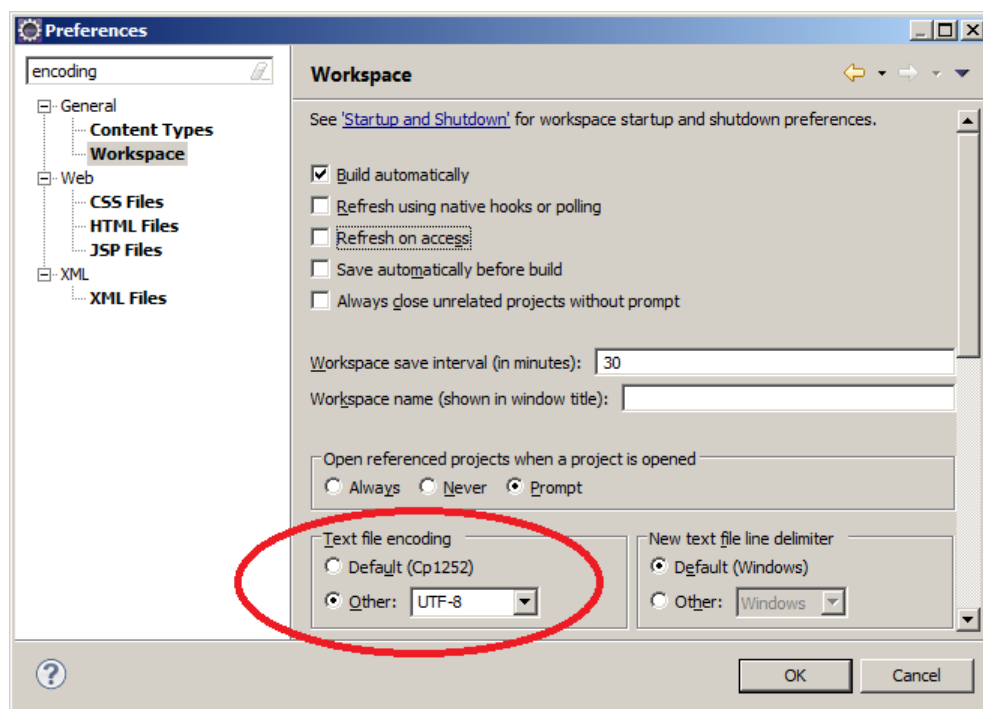 Preferences
encoding
General
Content Types
Workspace
Web
CSS Files
HTML Files
JSP Files
XML
XML Files
Workspace
See 'Startup and Shutdown' for workspace startup and shutdown preferences.
Build automatically
Refresh using native hooks or polling
Refresh on access
Save automatically before build
Always close unrelated projects without prompt
Workspace save interval (in minutes): 30
Workspace name (shown in window title):
Open referenced projects when a project is opened
Always Never Prompt
Text file encoding
Default (Cp1252)
Other: UTF-8
New text file line delimiter
Default (Windows)
Other: Windows
?
OK Cancel